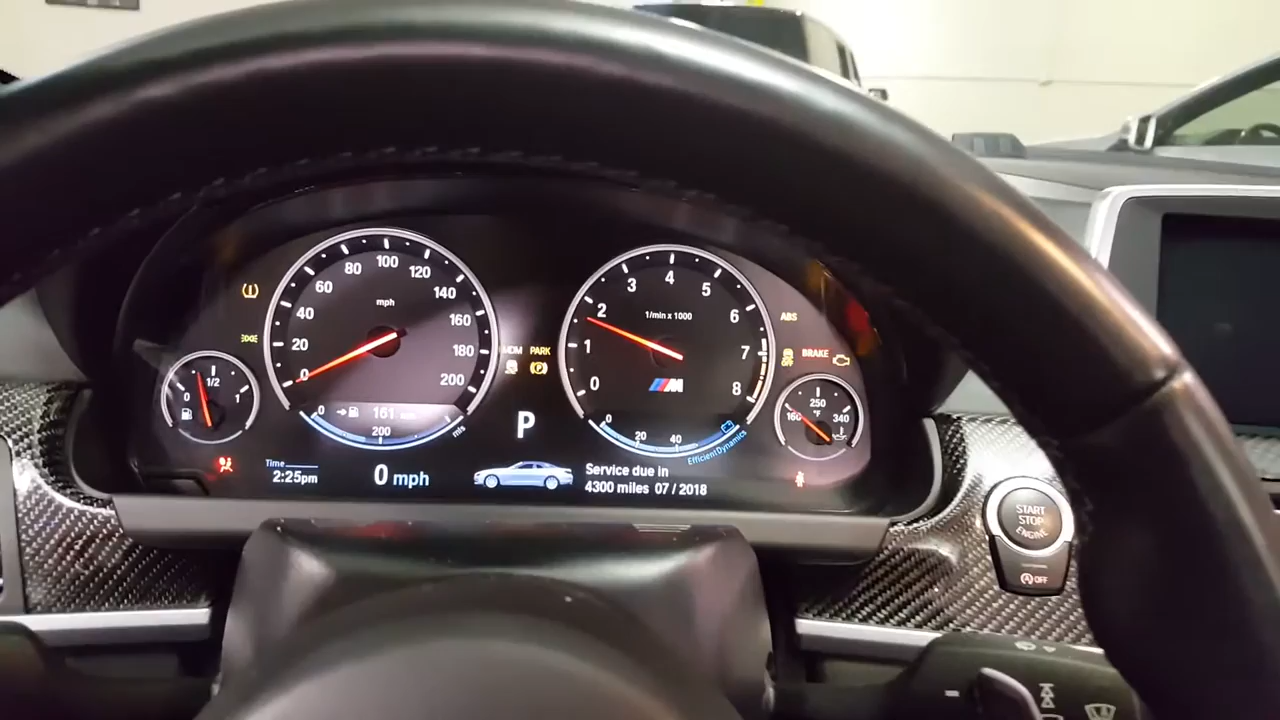 mph
0
20
40
60
80
100
120
140
160
180
200
0
1/2
1
0
161
200
mls
MDM PARK
1/min x 1000
0
1
2
3
4
5
6
7
8
M
0
20
40
EfficientDynamics
P
ABS
OFF
BRAKE
160
250
°F
340
Time
2:25pm
0 mph
Service due in
4300 miles 07 / 2018
START
STOP
ENGINE
A OFF